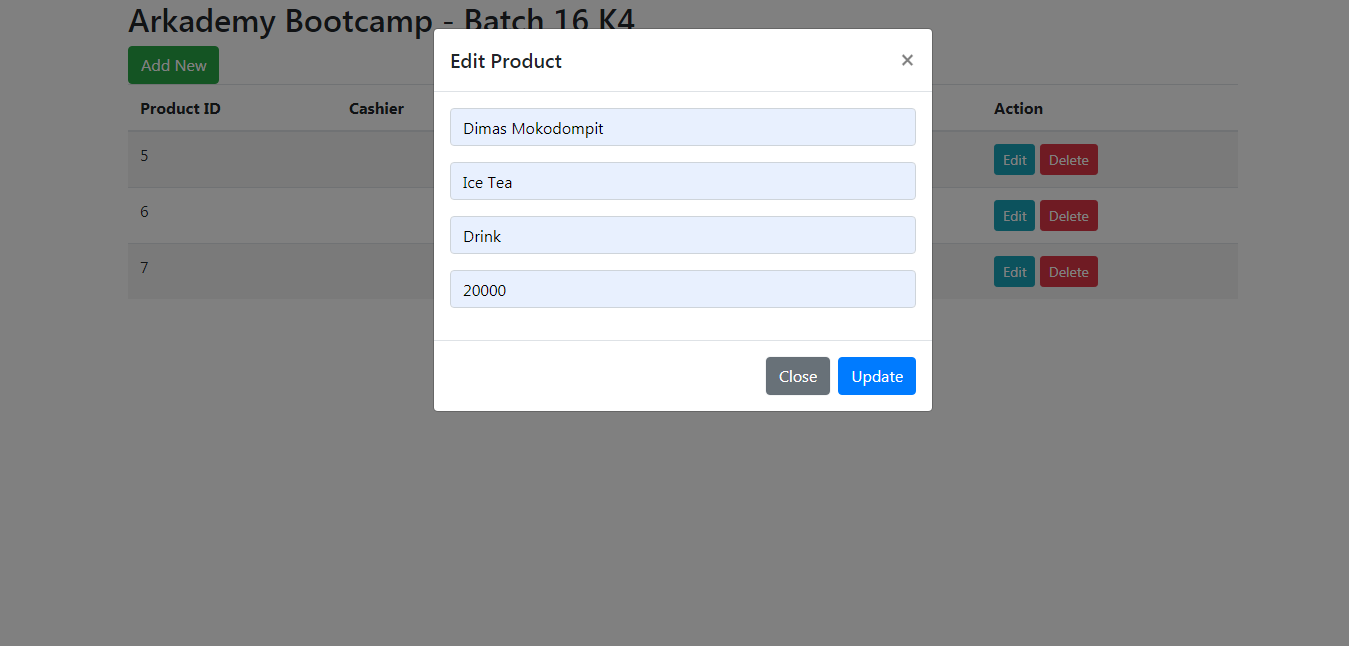 Arkademy Bootcamp - Batch 16 K4
Add New
Product ID Cashier Action
5 Edit Delete
6 Edit Delete
7 Edit Delete
Edit Product ×
Dimas Mokodompit
Ice Tea
Drink
20000
Close Update